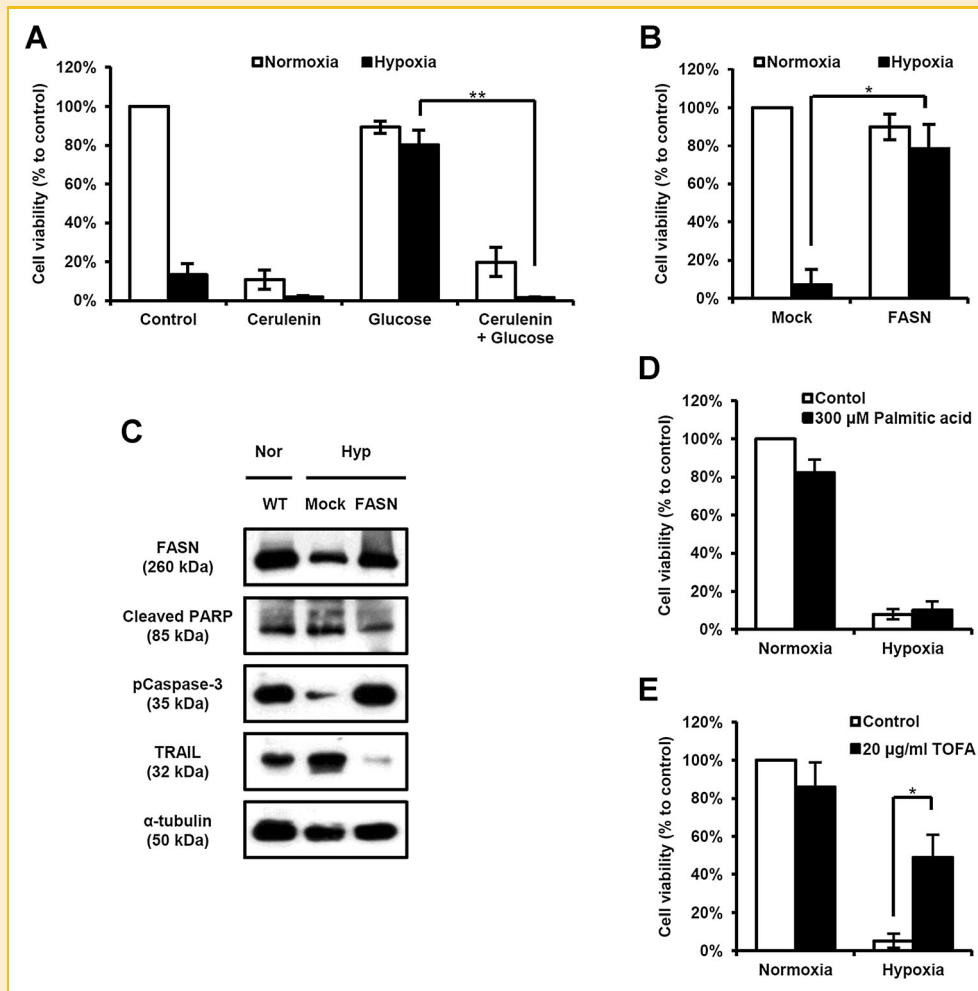 A
Normoxia Hypoxia
Cell viability (% to control)
120%
100%
80%
60%
40%
20%
0%
**
Control Cerulenin Glucose Cerulenin
+ Glucose
B
Normoxia Hypoxia
Cell viability (% to control)
120%
100%
80%
60%
40%
20%
0%
*
Mock FASN
C
Nor Hyp
WT Mock FASN
FASN
(260 kDa)
Cleaved PARP
(85 kDa)
pCaspase-3
(35 kDa)
TRAIL
(32 kDa)
α-tubulin
(50 kDa)
D
Contol
300 µM Palmitic acid
Cell viability (% to control)
120%
100%
80%
60%
40%
20%
0%
Normoxia Hypoxia
E
Control
20 µg/ml TOFA
Cell viability (% to control)
120%
100%
80%
60%
40%
20%
0%
*
Normoxia Hypoxia